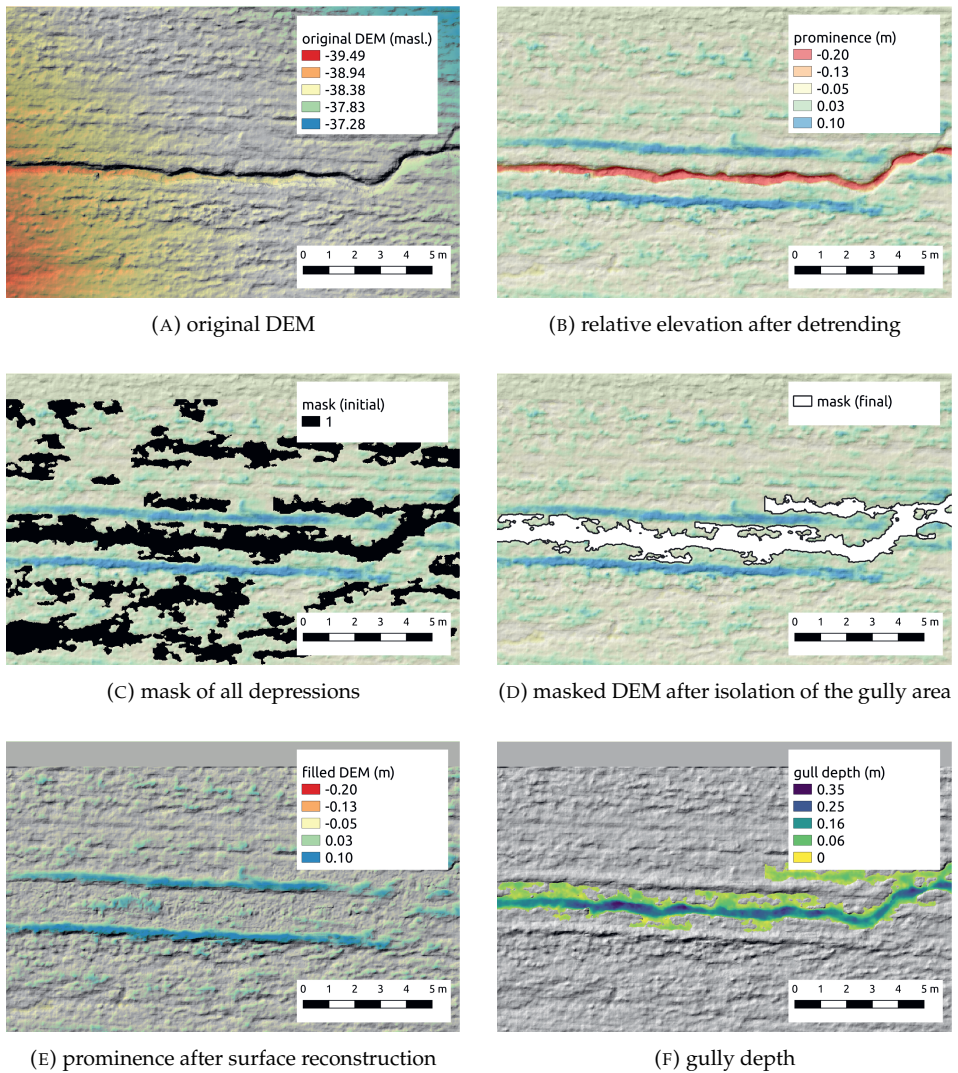 original DEM (masl.)
-39.49
-38.94
-38.38
-37.83
-37.28
0 1 2 3 4 5 m
(A) original DEM
prominence (m)
-0.20
-0.13
-0.05
0.03
0.10
0 1 2 3 4 5 m
(B) relative elevation after detrending
mask (initial)
1
0 1 2 3 4 5 m
(C) mask of all depressions
mask (final)
0 1 2 3 4 5 m
(D) masked DEM after isolation of the gully area
filled DEM (m)
-0.20
-0.13
-0.05
0.03
0.10
0 1 2 3 4 5 m
(E) prominence after surface reconstruction
gull depth (m)
0.35
0.25
0.16
0.06
0
0 1 2 3 4 5 m
(F) gully depth